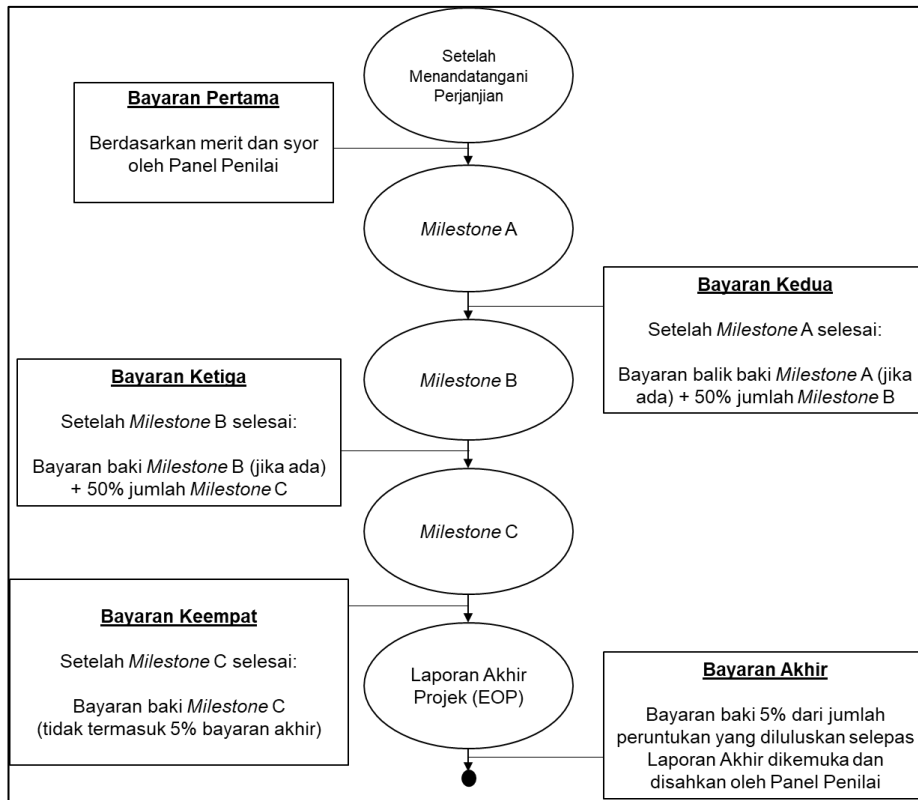 Setelah
Menandatangani
Perjanjian
Bayaran Pertama
Berdasarkan merit dan syor
oleh Panel Penilai
Milestone A
Bayaran Kedua
Setelah Milestone A selesai:
Bayaran balik baki Milestone A (jika
ada) + 50% jumlah Milestone B
Milestone B
Bayaran Ketiga
Setelah Milestone B selesai:
Bayaran baki Milestone B (jika ada)
+ 50% jumlah Milestone C
Milestone C
Bayaran Keempat
Setelah Milestone C selesai:
Bayaran baki Milestone C
(tidak termasuk 5% bayaran akhir)
Laporan Akhir
Projek (EOP)
Bayaran Akhir
Bayaran baki 5% dari jumlah
peruntukan yang diluluskan selepas
Laporan Akhir dikemuka dan
disahkan oleh Panel Penilai